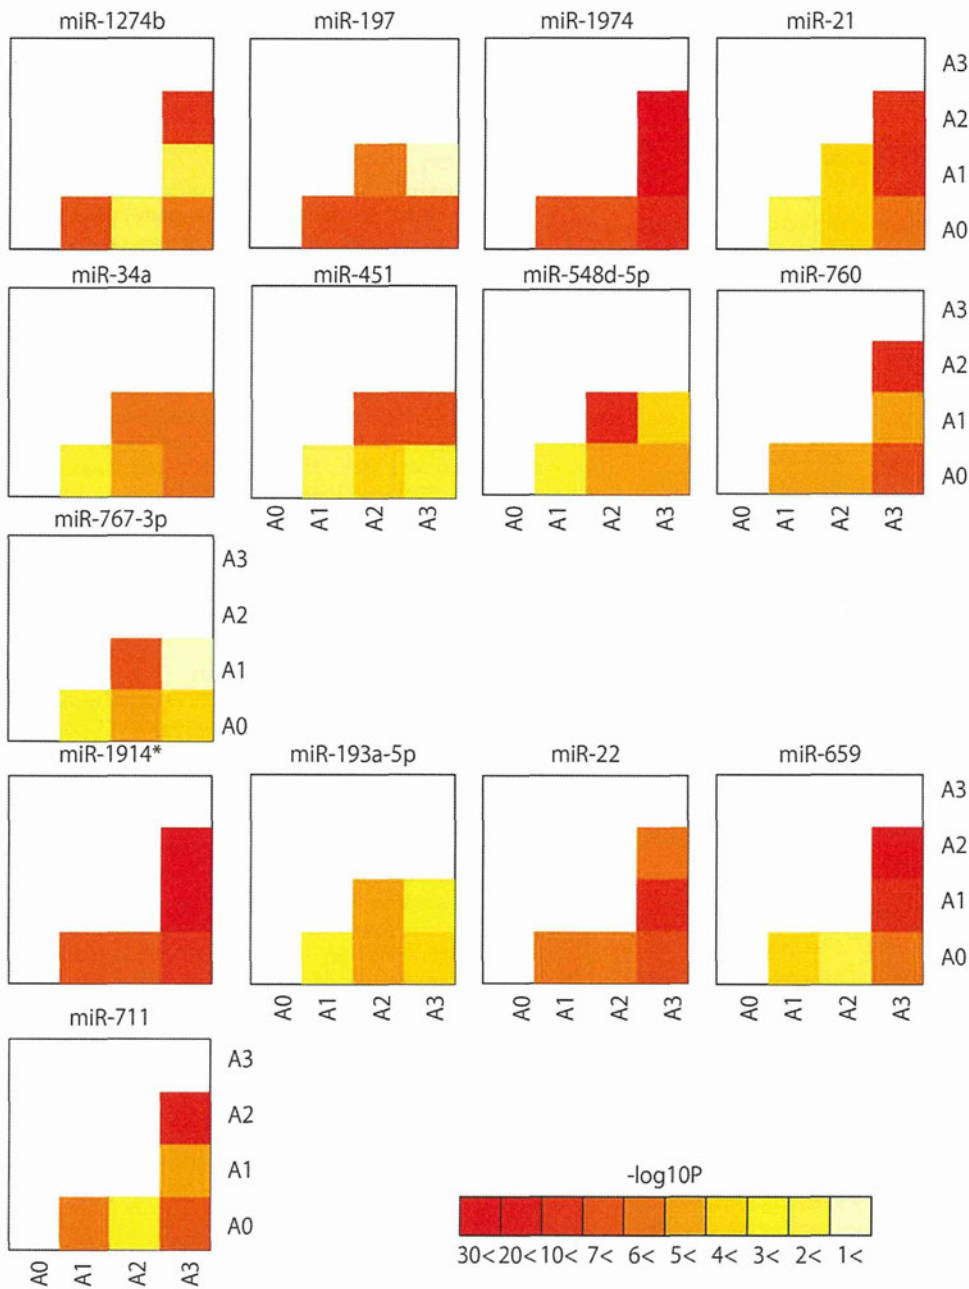 miR-1274b miR-197 miR-1974 miR-21
A3
A2
A1
A0
miR-34a miR-451 miR-548d-5p miR-760
A3
A2
A1
A0
A0 A1 A2 A3 A0 A1 A2 A3 A0 A1 A2 A3
miR-767-3p
A3
A2
A1
A0
miR-1914* miR-193a-5p miR-22 miR-659
A3
A2
A1
A0
A0 A1 A2 A3 A0 A1 A2 A3 A0 A1 A2 A3
miR-711
A3
A2
A1
A0
A0 A1 A2 A3
-log10P
30< 20< 10< 7< 6< 5< 4< 3< 2< 1<